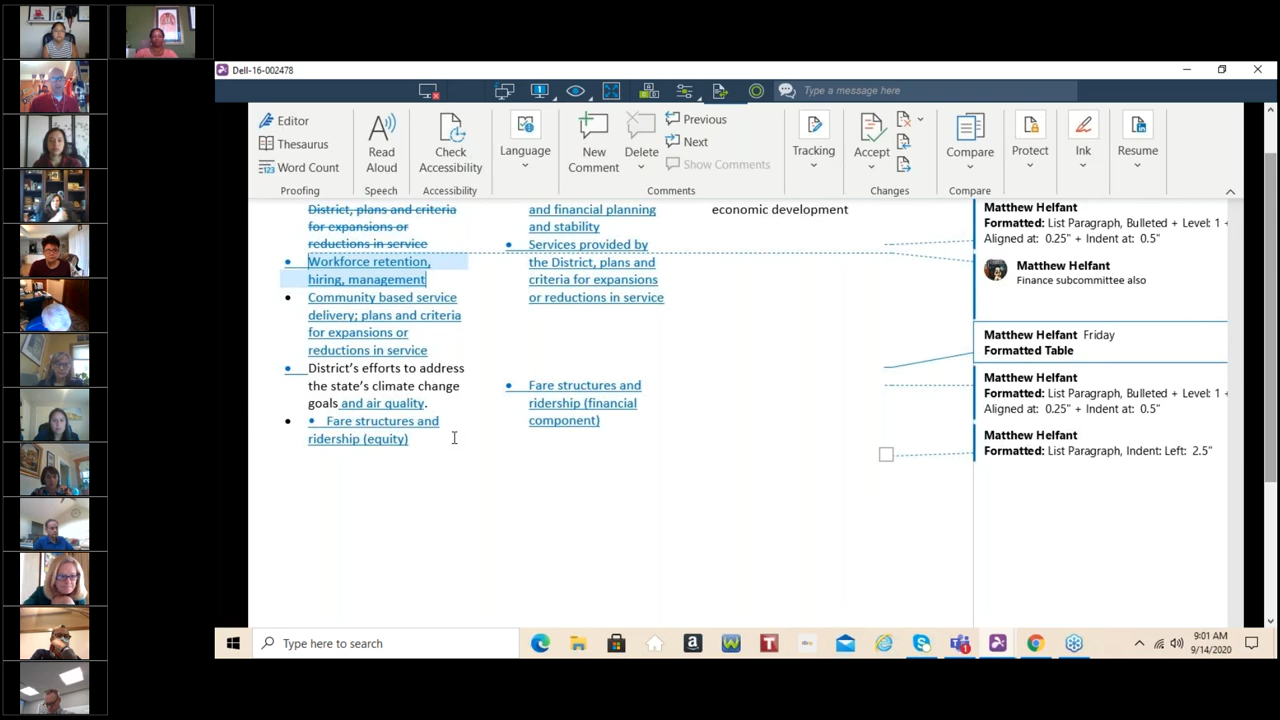 Dell-16-002478
Type a message here
Editor
Thesaurus
Word Count
Proofing
Read Aloud
Speech
Check Accessibility
Accessibility
Language
New Comment
Delete
Previous
Next
Show Comments
Comments
Tracking
Accept
Changes
Compare
Compare
Protect
Ink
Resume
Resume
District, plans and criteria
for expansions or
reductions in service
• Workforce retention,
hiring, management
• Community based service
delivery; plans and criteria
for expansions or
reductions in service
• District's efforts to address
the state's climate change
goals and air quality.
• • Fare structures and
ridership (equity)
and financial planning
and stability
• Services provided by
the District, plans and
criteria for expansions
or reductions in service
• Fare structures and
ridership (financial
component)
economic development
Matthew Helfant
Formatted: List Paragraph, Bulleted + Level: 1 +
Aligned at: 0.25" + Indent at: 0.5"
Matthew Helfant
Finance subcommittee also
Matthew Helfant Friday
Formatted Table
Matthew Helfant
Formatted: List Paragraph, Bulleted + Level: 1 +
Aligned at: 0.25" + Indent at: 0.5"
Matthew Helfant
Formatted: List Paragraph, Indent: Left: 2.5"
Type here to search
9:01 AM
9/14/2020